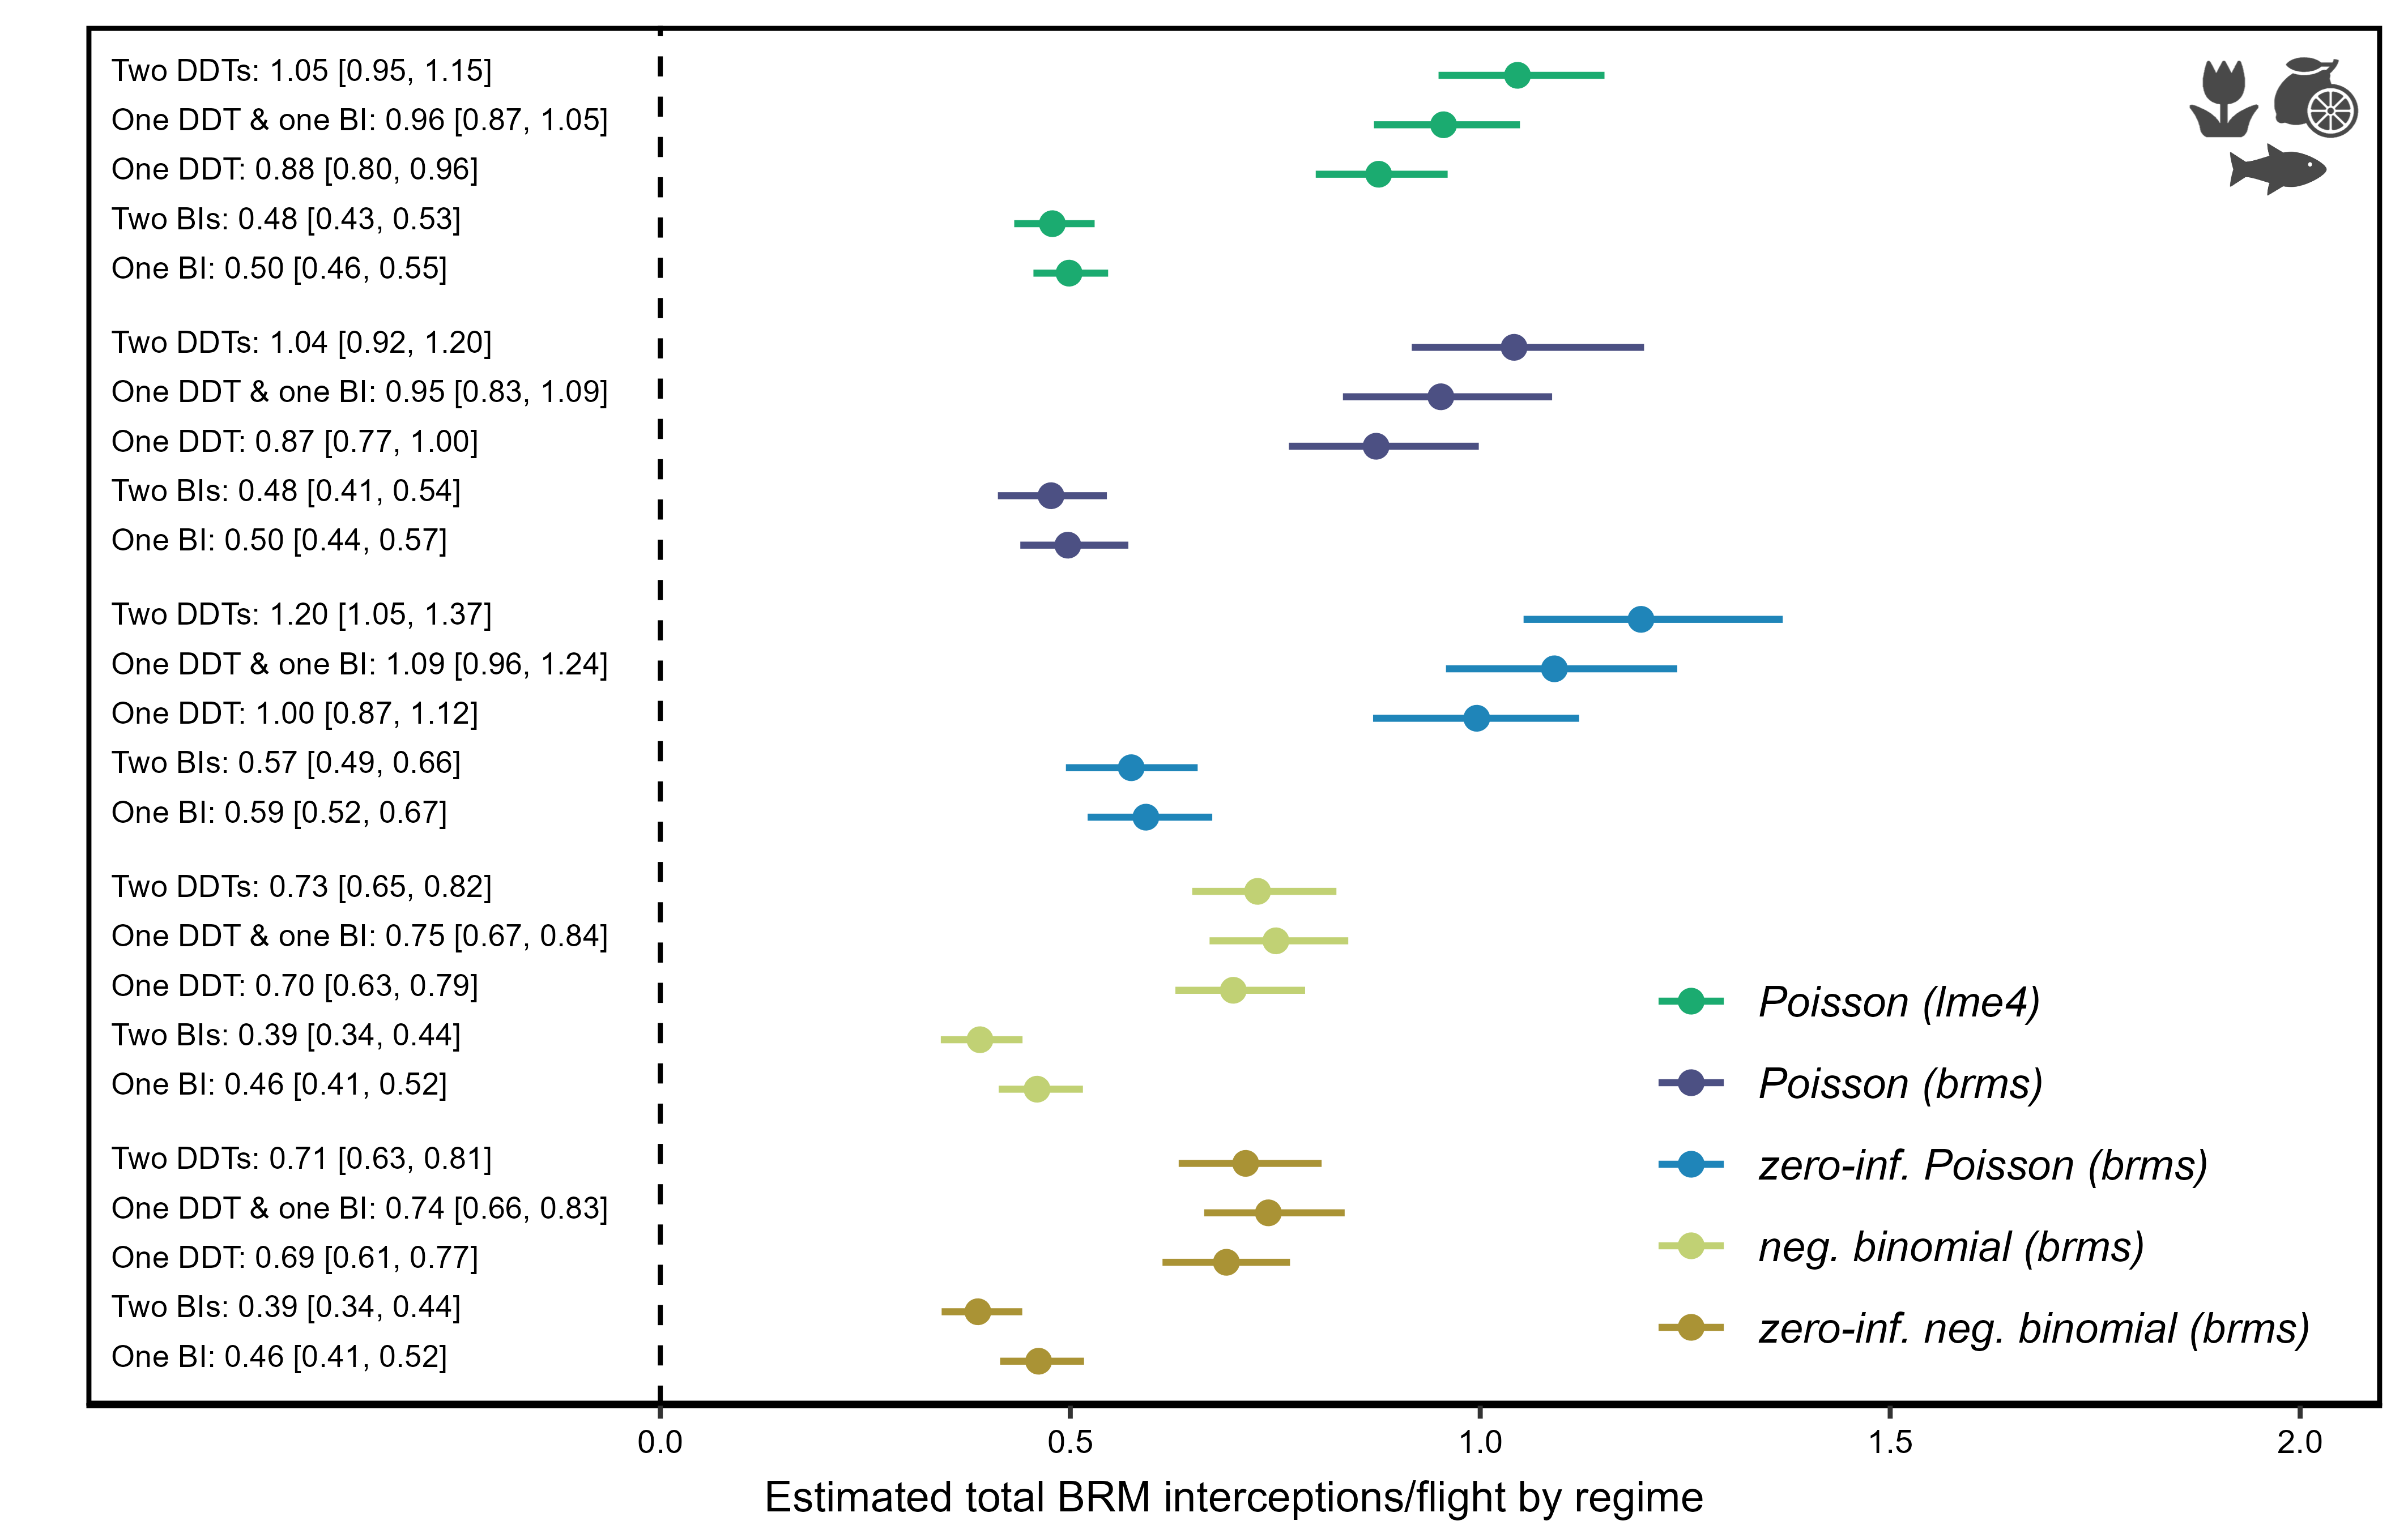 Two DDTs: 1.05 [0.95, 1.15]
One DDT & one BI: 0.96 [0.87, 1.05]
One DDT: 0.88 [0.80, 0.96]
Two BIs: 0.48 [0.43, 0.53]
One BI: 0.50 [0.46, 0.55]
Two DDTs: 1.04 [0.92, 1.20]
One DDT & one BI: 0.95 [0.83, 1.09]
One DDT: 0.87 [0.77, 1.00]
Two BIs: 0.48 [0.41, 0.54]
One BI: 0.50 [0.44, 0.57]
Two DDTs: 1.20 [1.05, 1.37]
One DDT & one BI: 1.09 [0.96, 1.24]
One DDT: 1.00 [0.87, 1.12]
Two BIs: 0.57 [0.49, 0.66]
One BI: 0.59 [0.52, 0.67]
Two DDTs: 0.73 [0.65, 0.82]
One DDT & one BI: 0.75 [0.67, 0.84]
One DDT: 0.70 [0.63, 0.79]
Two BIs: 0.39 [0.34, 0.44]
One BI: 0.46 [0.41, 0.52]
Two DDTs: 0.71 [0.63, 0.81]
One DDT & one BI: 0.74 [0.66, 0.83]
One DDT: 0.69 [0.61, 0.77]
Two BIs: 0.39 [0.34, 0.44]
One BI: 0.46 [0.41, 0.52]
Poisson (lme4)
Poisson (brms)
zero-inf. Poisson (brms)
neg. binomial (brms)
zero-inf. neg. binomial (brms)
0.0 0.5 1.0 1.5 2.0
Estimated total BRM interceptions/flight by regime